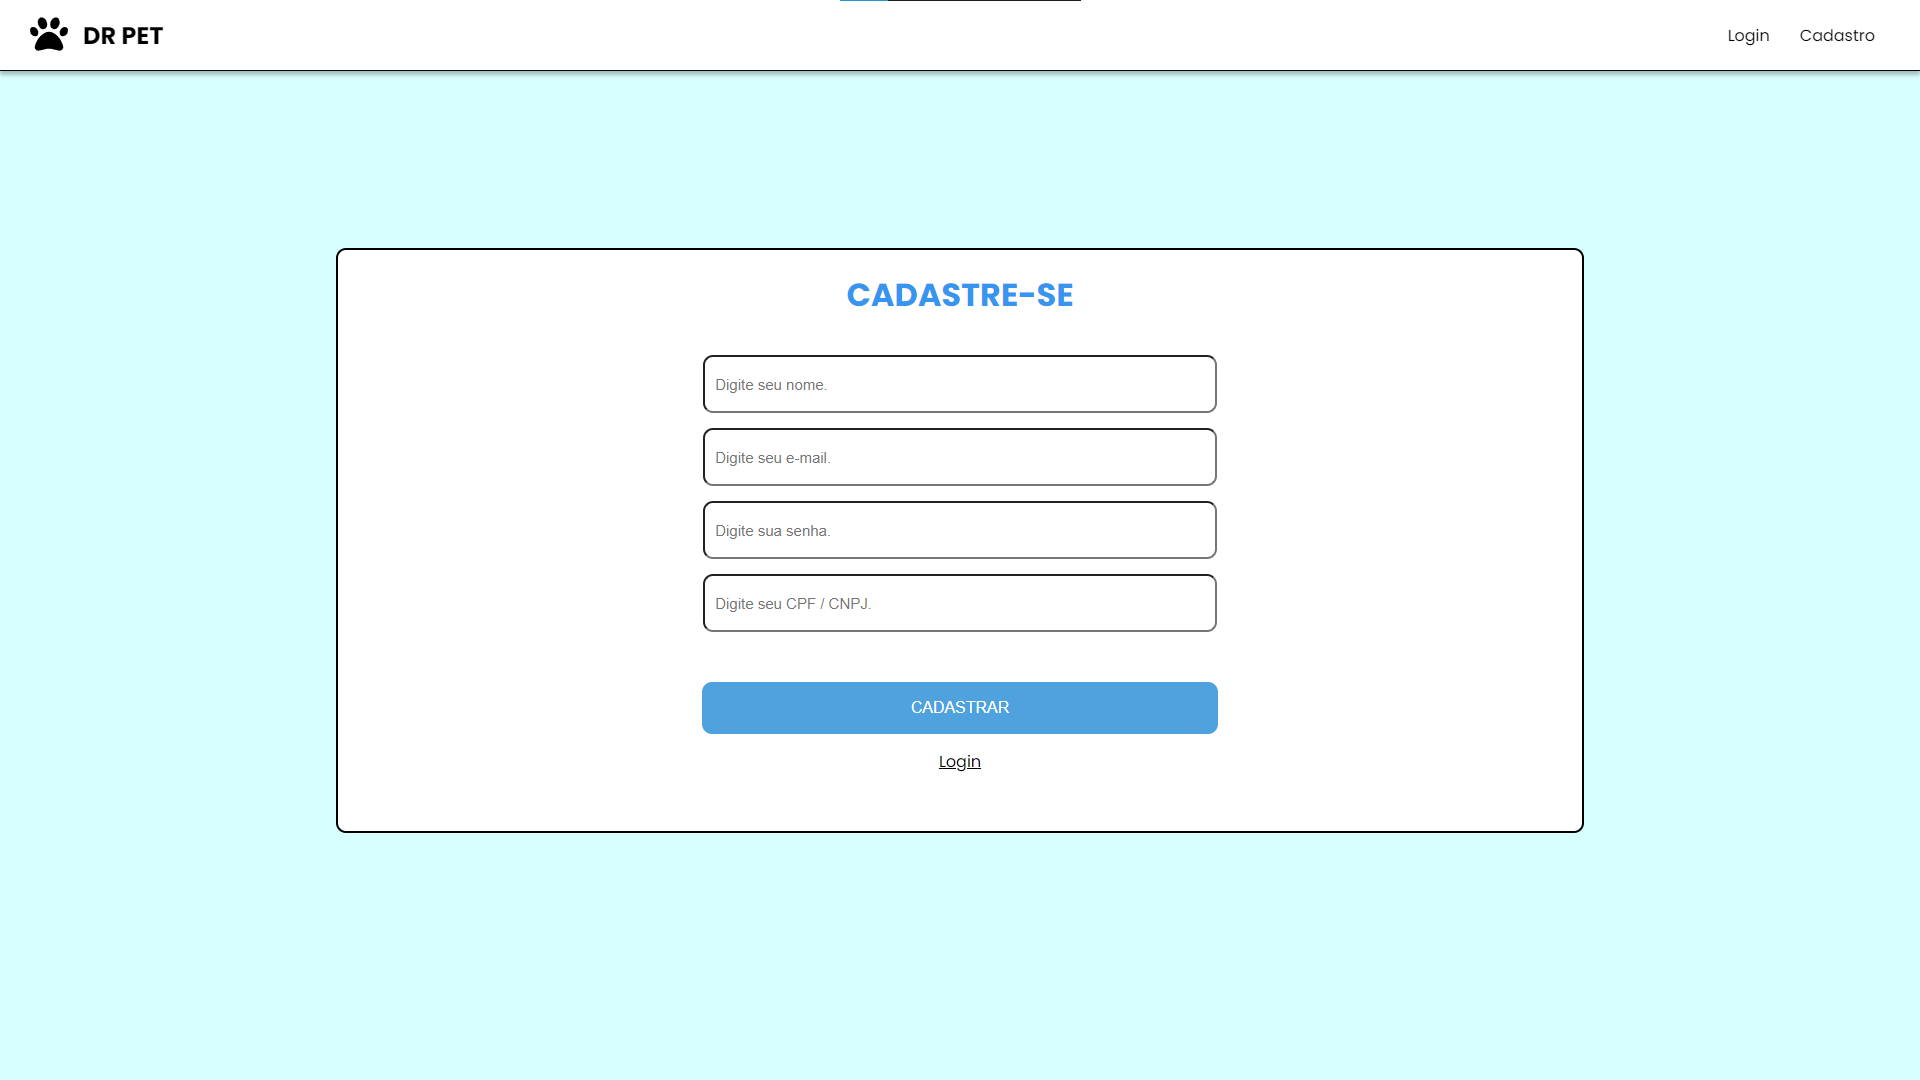 DR PET
Login
Cadastro
CADASTRE-SE
Digite seu nome.
Digite seu e-mail.
Digite sua senha.
Digite seu CPF / CNPJ.
CADASTRAR
Login